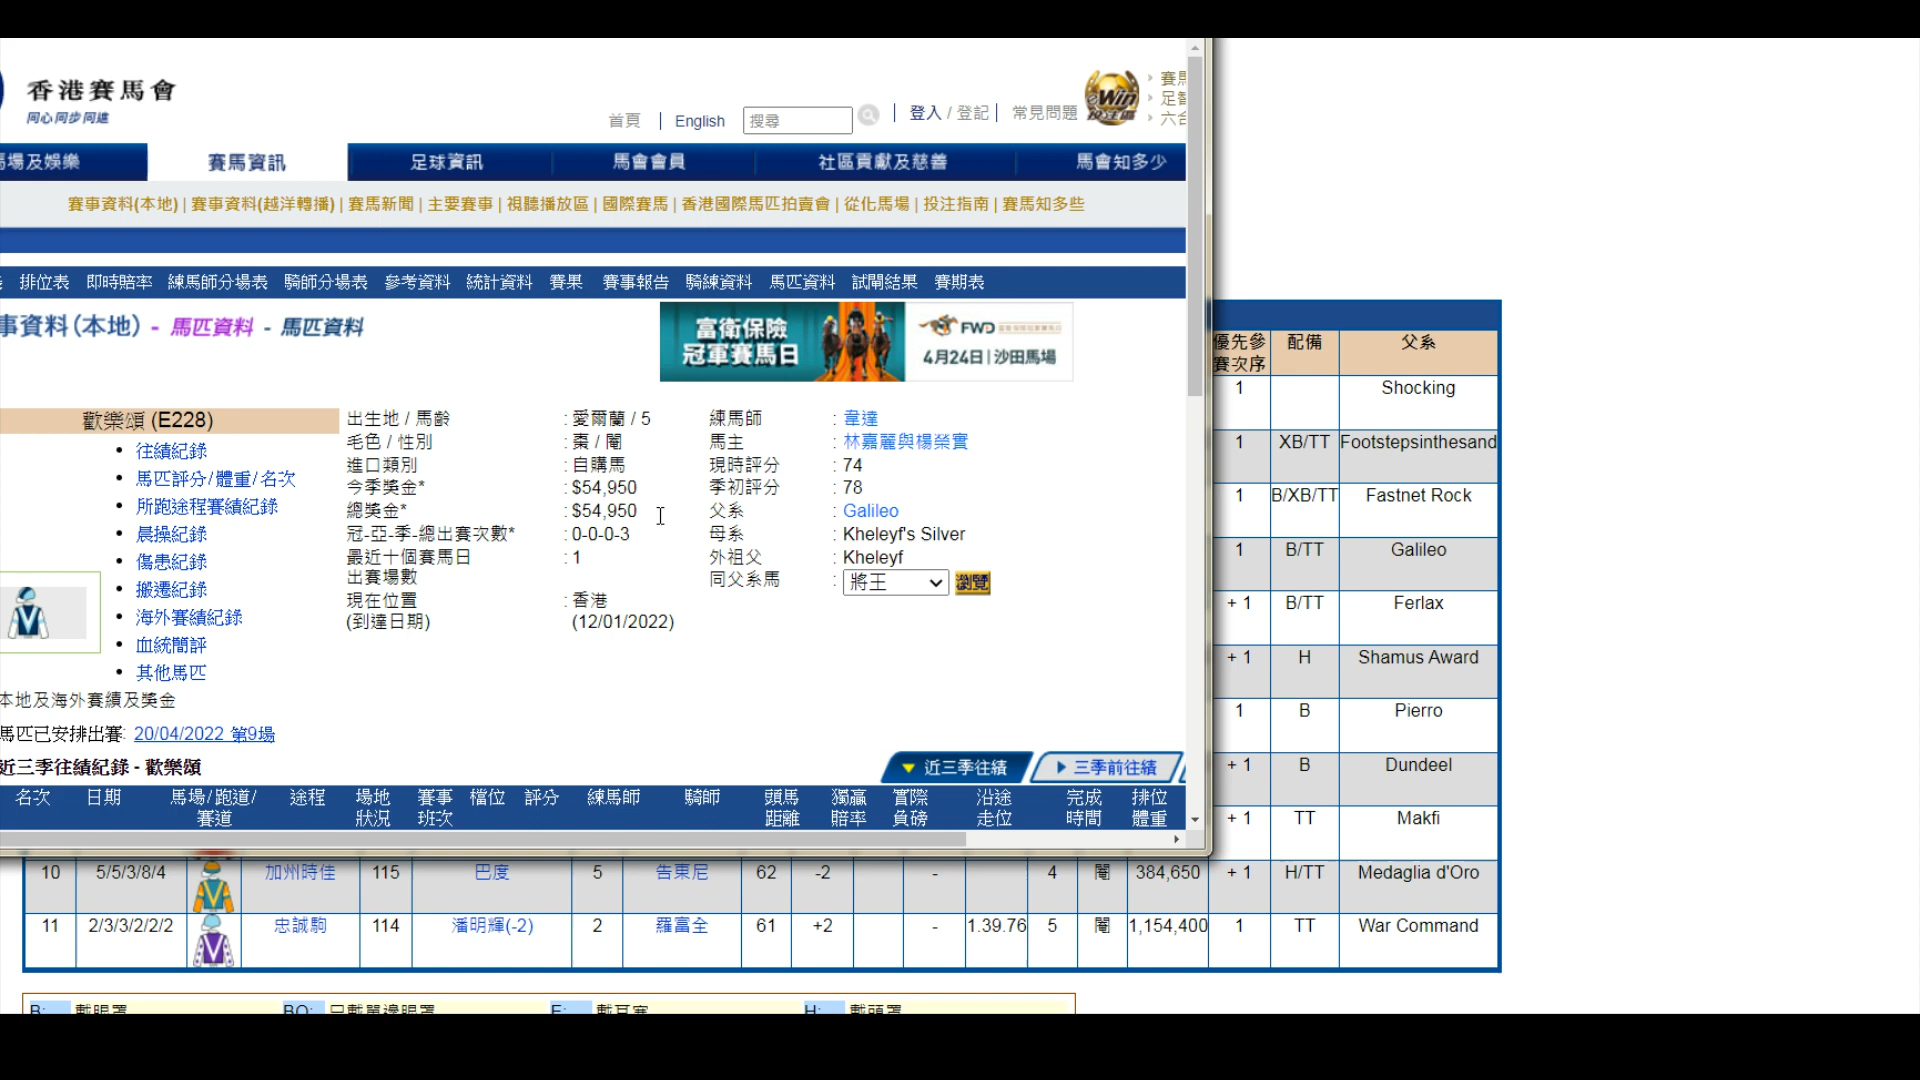 香港賽馬會
同心同步同進
首頁 | English 搜尋 | 登入 / 登記 | 常見問題
eWin
投注區
賽馬
足智
六合
馬場及娛樂 賽馬資訊 足球資訊 馬會會員 社區貢獻及慈善 馬會知多少
賽事資料(本地) | 賽事資料(越洋轉播) | 賽馬新聞 | 主要賽事 | 視聽播放區 | 國際賽馬 | 香港國際馬匹拍賣會 | 從化馬場 | 投注指南 | 賽馬知多些
排位表 即時賠率 練馬師分場表 騎師分場表 參考資料 統計資料 賽果 賽事報告 騎練資料 馬匹資料 試閘結果 賽期表
事資料(本地) - 馬匹資料 - 馬匹資料
富衛保險
冠軍賽馬日
FWD
4月24日 | 沙田馬場
歡樂頌 (E228)
• 往績紀錄
• 馬匹評分/體重/名次
• 所跑途程賽績紀錄
• 晨操紀錄
• 傷患紀錄
• 搬遷紀錄
• 海外賽績紀錄
• 血統簡評
• 其他馬匹
出生地 / 馬齡 : 愛爾蘭 / 5 練馬師 : 韋達
毛色 / 性別 : 棗 / 閹 馬主 : 林嘉麗與楊榮實
進口類別 : 自購馬 現時評分 : 74
今季獎金* : $54,950 季初評分 : 78
總獎金* : $54,950 父系 : Galileo
冠-亞-季-總出賽次數* : 0-0-0-3 母系 : Kheleyf's Silver
最近十個賽馬日 : 1 外祖父 : Kheleyf
出賽場數 同父系馬 : 將王 瀏覽
現在位置 : 香港
(到達日期) (12/01/2022)
本地及海外賽績及獎金
馬匹已安排出賽: 20/04/2022 第9場
近三季往績紀錄 - 歡樂頌
近三季往績 三季前往績
名次 日期 馬場/跑道/ 途程 場地 賽事 檔位 評分 練馬師 騎師 頭馬 獨贏 實際 沿途 完成 排位
賽道 狀況 班次 距離 賠率 負磅 走位 時間 體重
優先參 配備 父系
賽次序
1 Shocking
1 XB/TT Footstepsinthesand
1 B/XB/TT Fastnet Rock
1 B/TT Galileo
+ 1 B/TT Ferlax
+ 1 H Shamus Award
1 B Pierro
+ 1 B Dundeel
+ 1 TT Makfi
10 5/5/3/8/4 加州時佳 115 巴度 5 告東尼 62 -2 - 4 閹 384,650 + 1 H/TT Medaglia d'Oro
11 2/3/3/2/2/2 忠誠駒 114 潘明輝(-2) 2 羅富全 61 +2 - 1.39.76 5 閹 1,154,400 1 TT War Command
B: 戴眼罩 BO: 只戴單邊眼罩 E: 戴耳塞 H: 戴頭罩